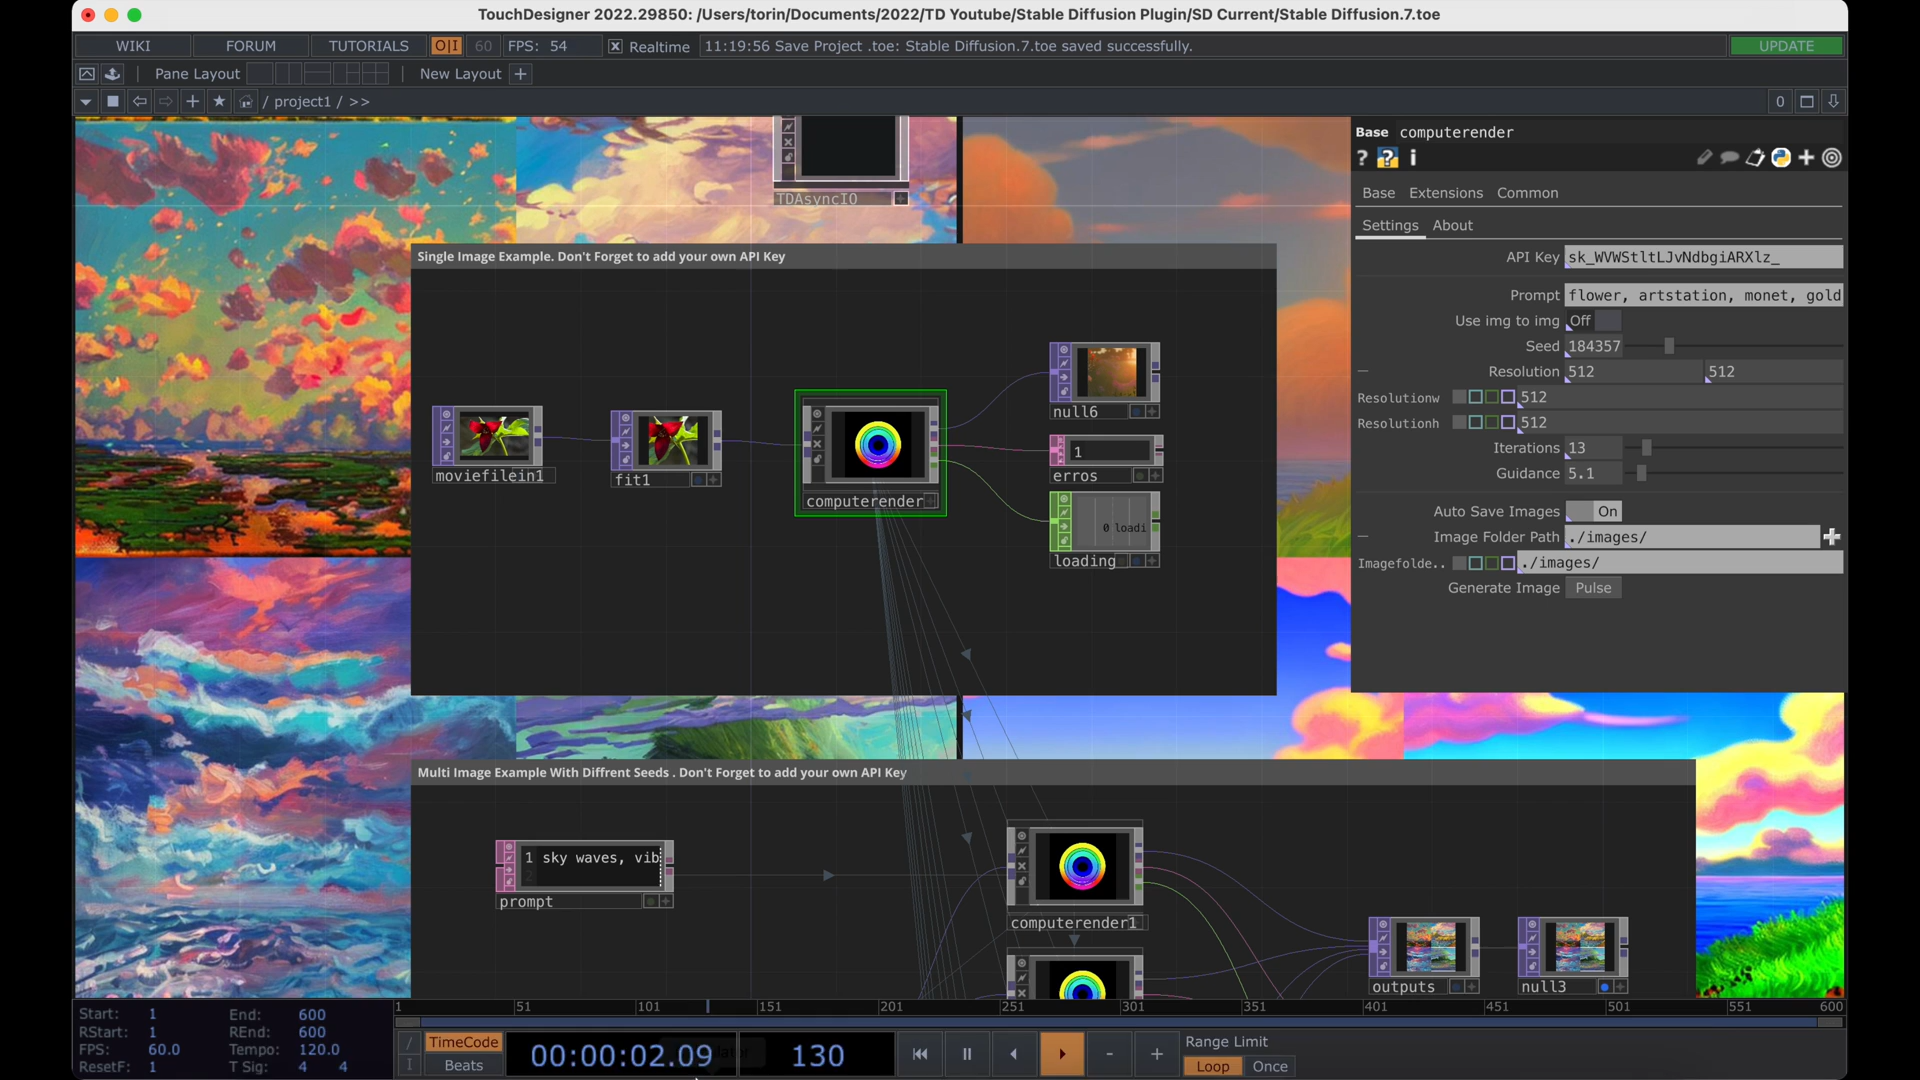 TouchDesigner 2022.29850: /Users/torin/Documents/2022/TD Youtube/Stable Diffusion Plugin/SD Current/Stable Diffusion.7.toe
WIKI FORUM TUTORIALS O|I 60 FPS: 54 Realtime 11:19:56 Save Project .toe: Stable Diffusion.7.toe saved successfully. UPDATE
Pane Layout New Layout +
/ project1 / >> 0
TDAsyncIO
Base computerender
? ? i
Base Extensions Common
Settings About
API Key sk_WVWStltLJvNdbgiARXlz_
Prompt flower, artstation, monet, gold
Use img to img Off
Seed 184357
Resolution 512 512
Resolutionw 512
Resolutionh 512
Iterations 13
Guidance 5.1
Auto Save Images On
Image Folder Path ./images/
Imagefolde.. ./images/
Generate Image Pulse
Single Image Example. Don't Forget to add your own API Key
moviefilein1
fit1
computerender
null6
1
erros
0 loadi
loading
Multi Image Example With Diffrent Seeds . Don't Forget to add your own API Key
1 sky waves, vib
2
prompt
computerender1
outputs
null3
1 51 101 151 201 251 301 351 401 451 501 551 600
Start: 1 End: 600
RStart: 1 REnd: 600
FPS: 60.0 Tempo: 120.0
ResetF: 1 T Sig: 4 4
/
I
TimeCode
Beats
00:00:02.09
130
- +
Range Limit
Loop Once